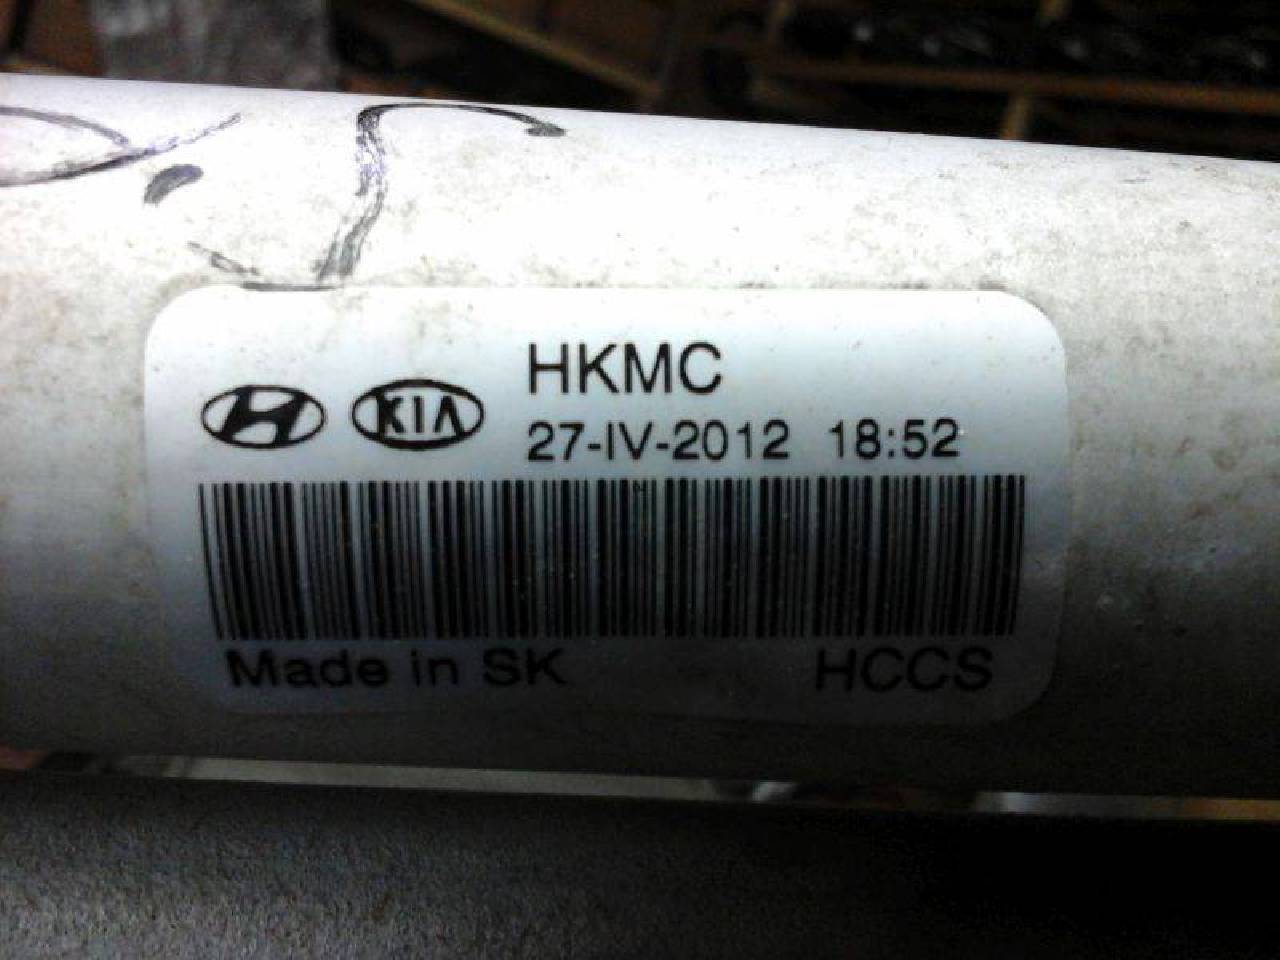 KIA
HKMC
27-IV-2012 18:52
Made in SK HCCS